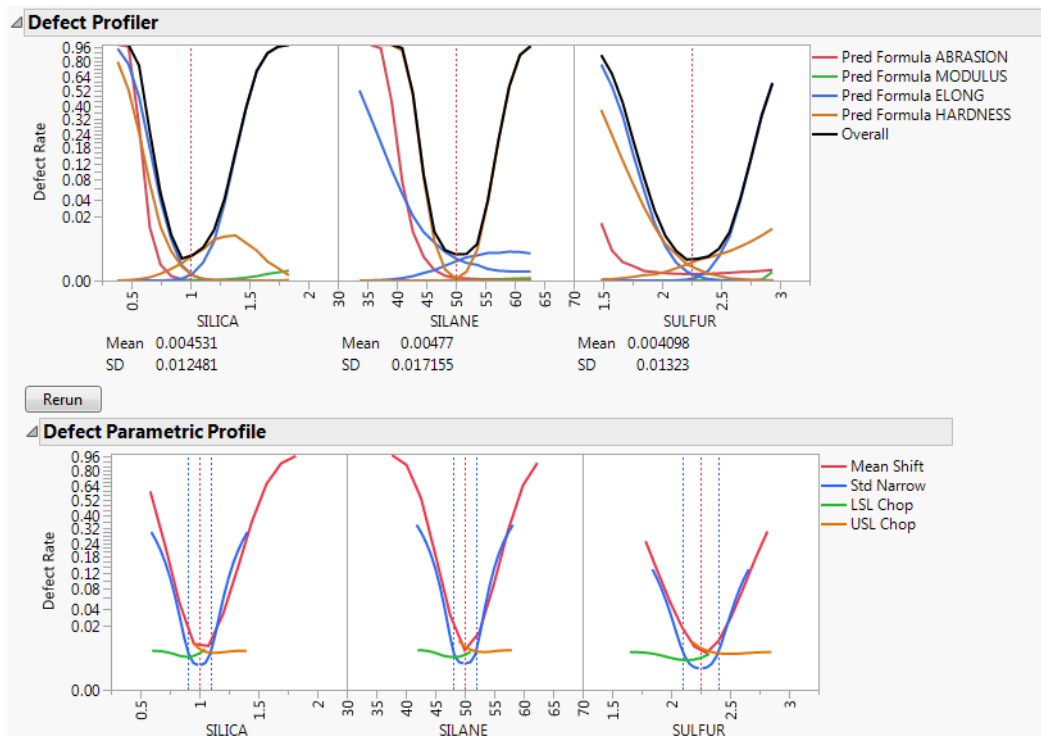 Defect Profiler
0.96
0.80
0.64
0.52
0.40
0.32
0.24
0.18
0.12
0.08
0.04
0.02
0.00
Defect Rate
0.5 1 1.5 2 30 35 40 45 50 55 60 65 70 1.5 2 2.5 3
SILICA SILANE SULFUR
Pred Formula ABRASION
Pred Formula MODULUS
Pred Formula ELONG
Pred Formula HARDNESS
Overall
Mean 0.004531 Mean 0.00477 Mean 0.004098
SD 0.012481 SD 0.017155 SD 0.01323
Rerun
Defect Parametric Profile
0.96
0.80
0.64
0.52
0.40
0.32
0.24
0.18
0.12
0.08
0.04
0.02
0.00
Defect Rate
0.5 1 1.5 2 30 35 40 45 50 55 60 65 70 1.5 2 2.5 3
SILICA SILANE SULFUR
Mean Shift
Std Narrow
LSL Chop
USL Chop